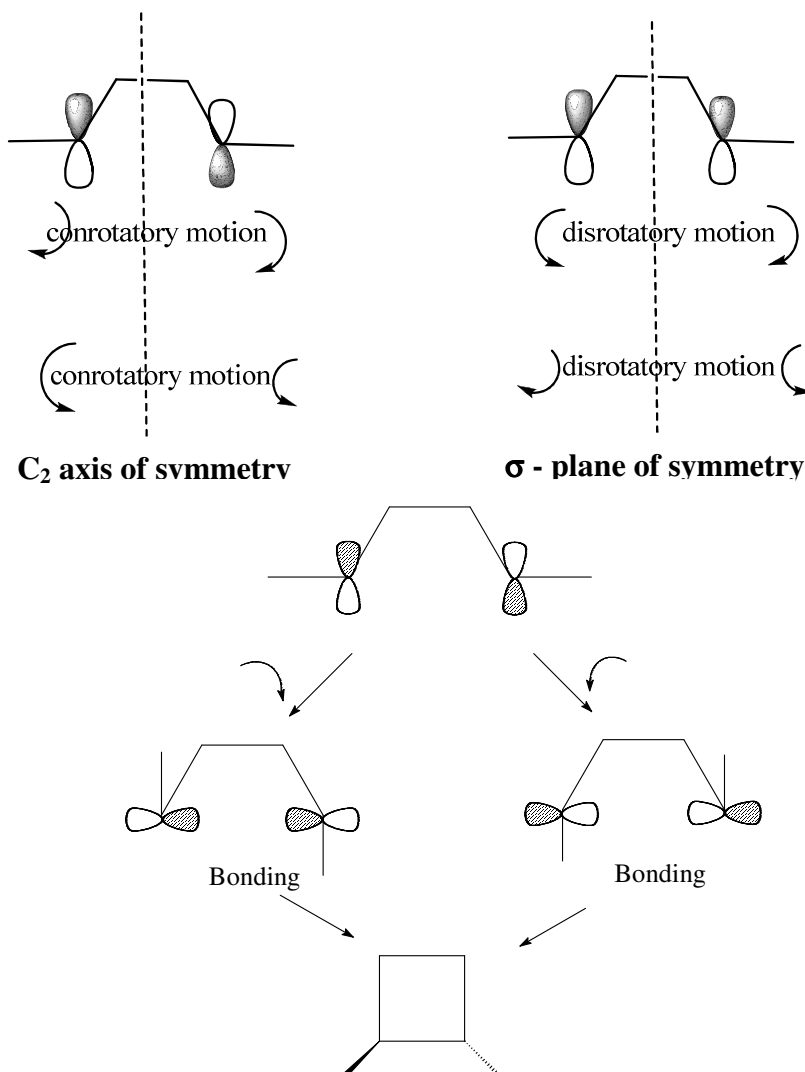 conrotatory motion
disrotatory motion
conrotatory motion
disrotatory motion
C₂ axis of symmetry
σ - plane of symmetry
Bonding
Bonding